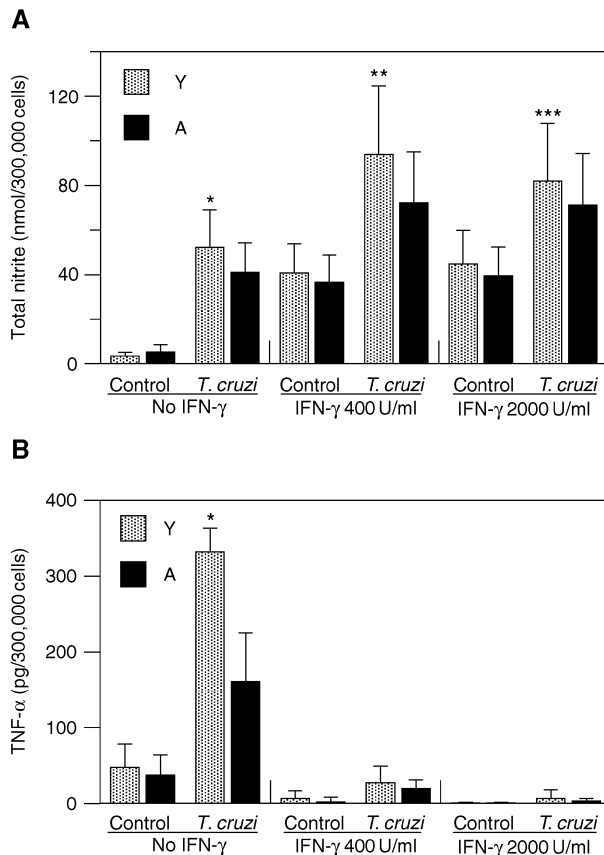 A
Total nitrite (nmol/300,000 cells)
120
80
40
0
Y
A
*
**
***
Control T. cruzi Control T. cruzi Control T. cruzi
No IFN-γ IFN-γ 400 U/ml IFN-γ 2000 U/ml
B
TNF-α (pg/300,000 cells)
400
300
200
100
0
Y
A
*
Control T. cruzi Control T. cruzi Control T. cruzi
No IFN-γ IFN-γ 400 U/ml IFN-γ 2000 U/ml